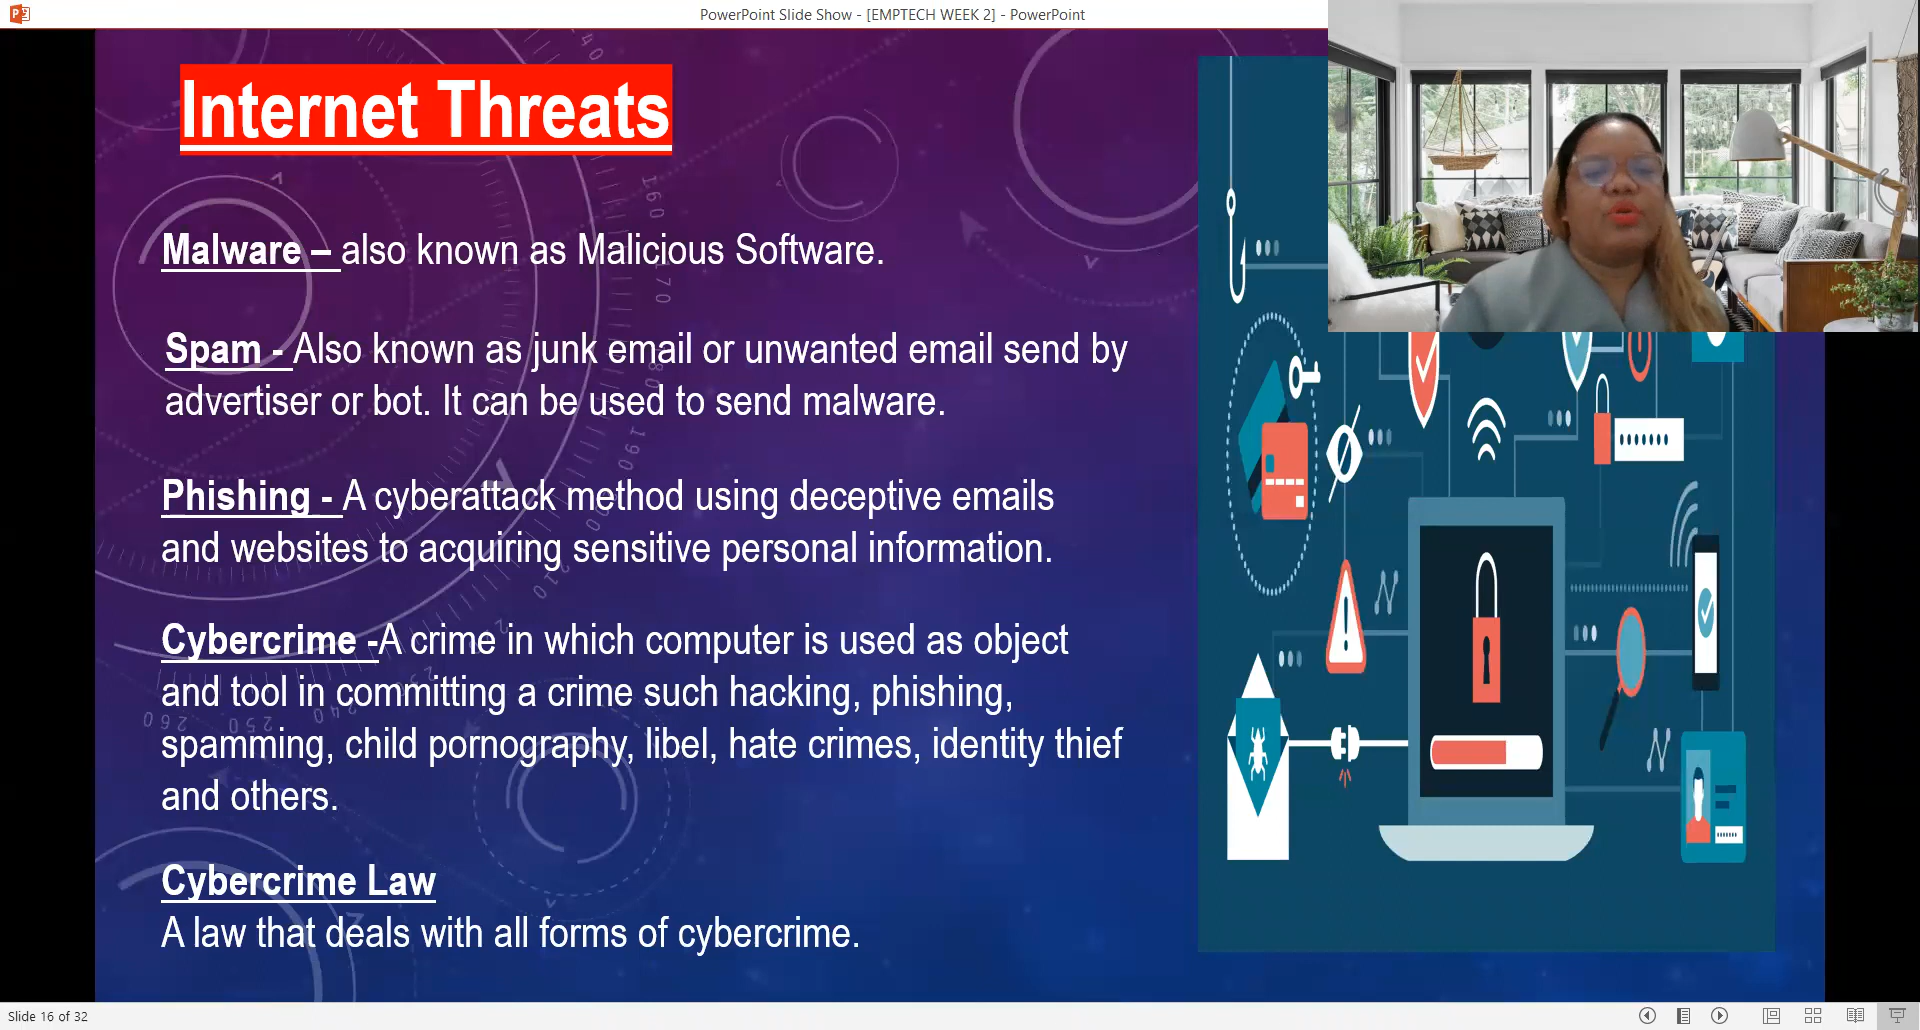 PowerPoint Slide Show - [EMPTECH WEEK 2] - PowerPoint
Internet Threats
Malware – also known as Malicious Software.
Spam - Also known as junk email or unwanted email send by
advertiser or bot. It can be used to send malware.
Phishing - A cyberattack method using deceptive emails
and websites to acquiring sensitive personal information.
Cybercrime -A crime in which computer is used as object
and tool in committing a crime such hacking, phishing,
spamming, child pornography, libel, hate crimes, identity thief
and others.
Cybercrime Law
A law that deals with all forms of cybercrime.
Slide 16 of 32